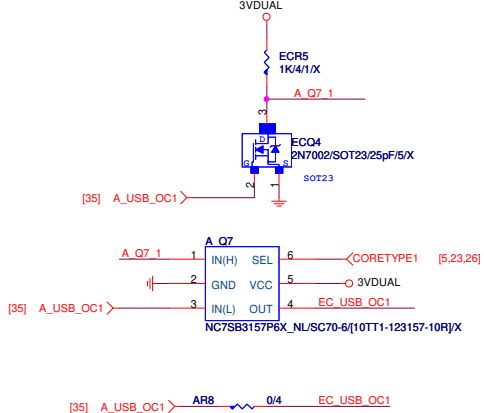 3VDUAL
ECR5
1K/4/1/X
A_Q7_1
3
D
ECQ4
2N7002/SOT23/25pF/5/X
G
S
SOT23
2
1
[35] A_USB_OC1
A_Q7
A_Q7_1 1 IN(H) SEL 6 CORETYPE1 [5,23,26]
2 GND VCC 5 3VDUAL
[35] A_USB_OC1 3 IN(L) OUT 4 EC_USB_OC1
NC7SB3157P6X_NL/SC70-6/[10TT1-123157-10R]/X
[35] A_USB_OC1 AR8 0/4 EC_USB_OC1